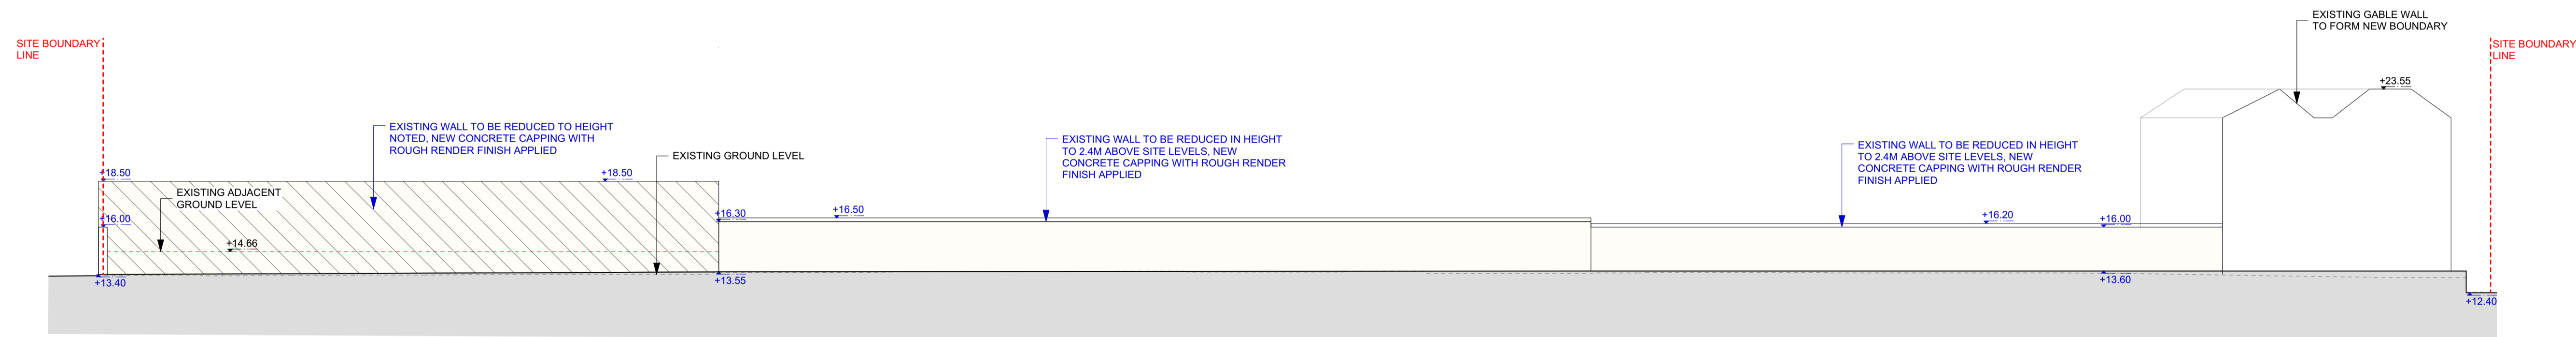 EXISTING GABLE WALL
TO FORM NEW BOUNDARY
SITE BOUNDARY
LINE
SITE BOUNDARY
LINE
+23.55
EXISTING WALL TO BE REDUCED TO HEIGHT
NOTED, NEW CONCRETE CAPPING WITH
ROUGH RENDER FINISH APPLIED
EXISTING WALL TO BE REDUCED IN HEIGHT
TO 2.4M ABOVE SITE LEVELS, NEW
CONCRETE CAPPING WITH ROUGH RENDER
FINISH APPLIED
EXISTING WALL TO BE REDUCED IN HEIGHT
TO 2.4M ABOVE SITE LEVELS, NEW
CONCRETE CAPPING WITH ROUGH RENDER
FINISH APPLIED
EXISTING GROUND LEVEL
+18.50
+18.50
EXISTING ADJACENT
GROUND LEVEL
+16.00
+16.30
+16.50
+16.20
+16.00
+14.66
+13.40
+13.55
+13.60
+12.40